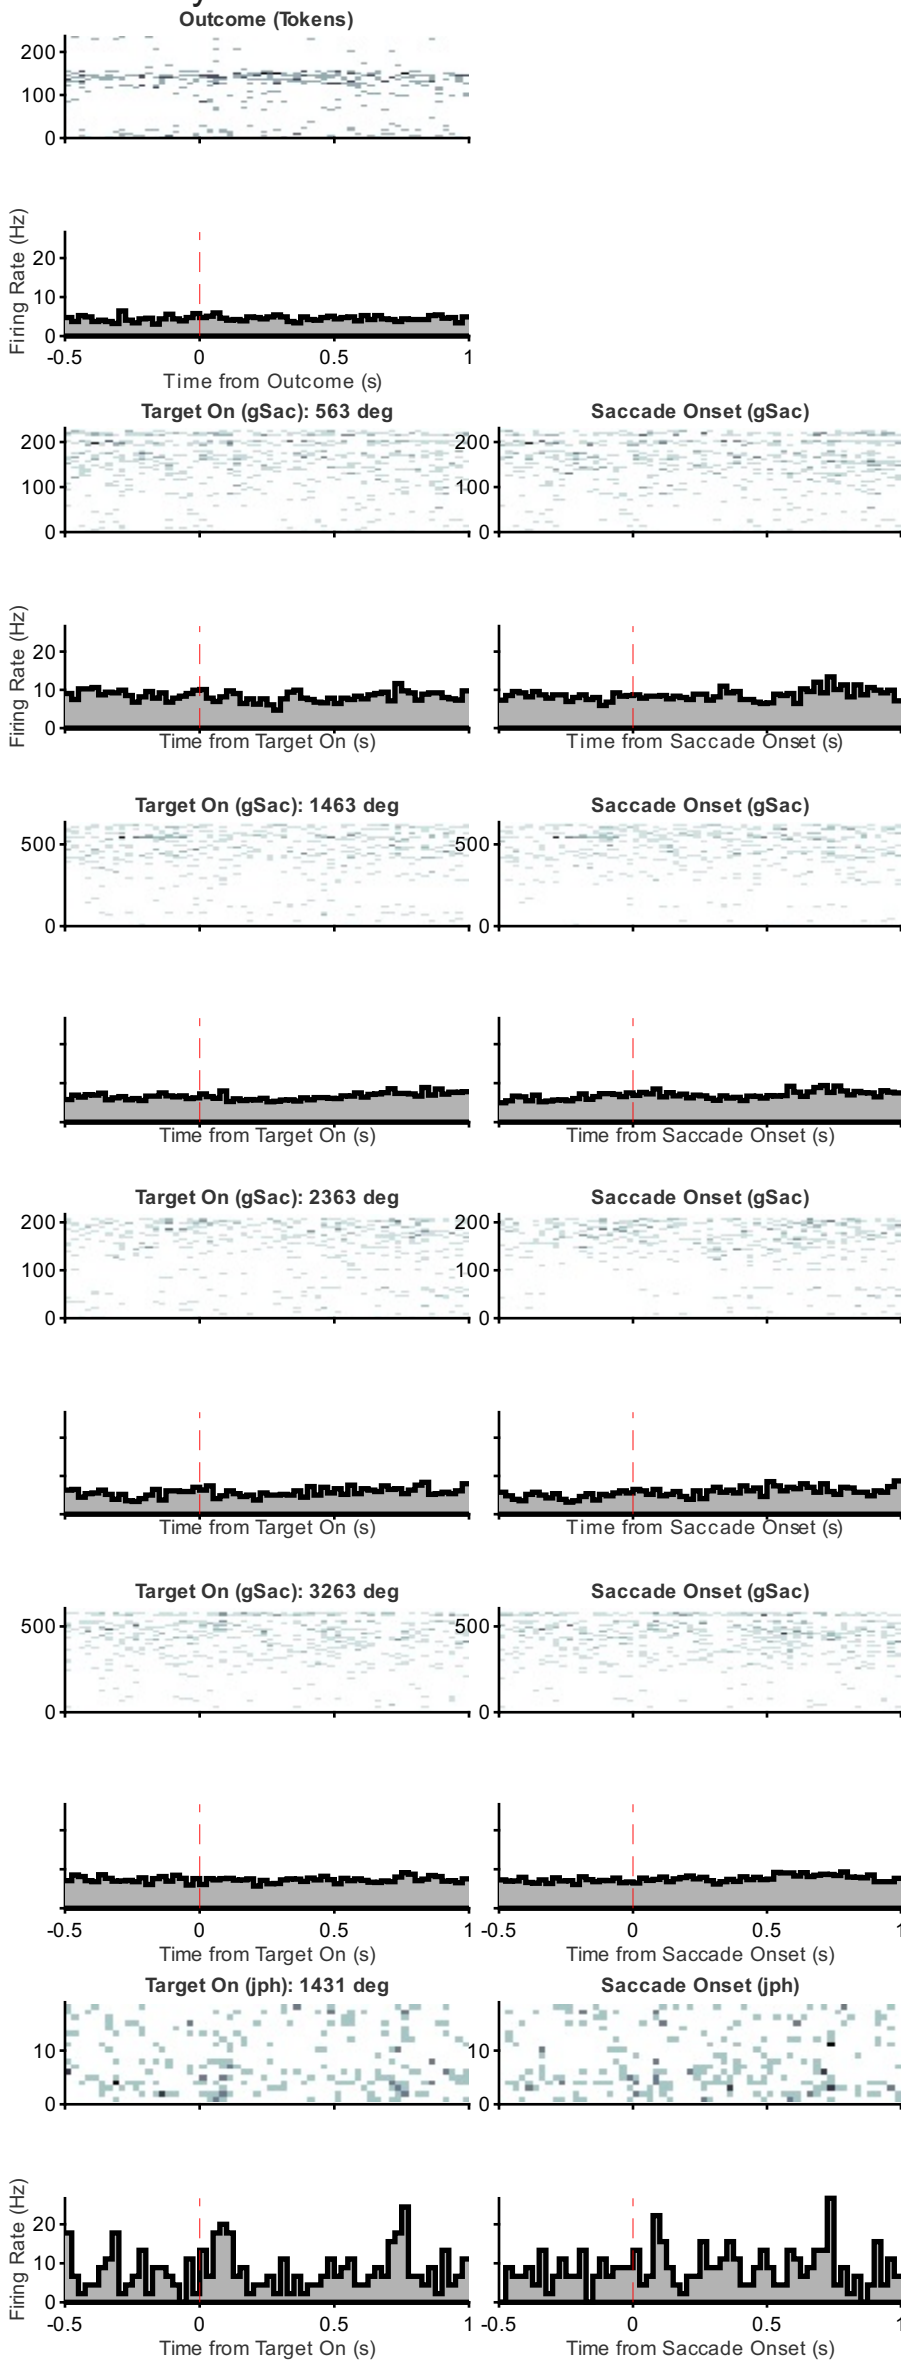 Outcome (Tokens)
200
100
0
Firing Rate (Hz)
20
10
0
-0.5 0 0.5 1
Time from Outcome (s)
Target On (gSac): 563 deg Saccade Onset (gSac)
200 200
100 100
0 0
Firing Rate (Hz)
20
10
0
Time from Target On (s) Time from Saccade Onset (s)
Target On (gSac): 1463 deg Saccade Onset (gSac)
500 500
0 0
Time from Target On (s) Time from Saccade Onset (s)
Target On (gSac): 2363 deg Saccade Onset (gSac)
200 200
100 100
0 0
Time from Target On (s) Time from Saccade Onset (s)
Target On (gSac): 3263 deg Saccade Onset (gSac)
500 500
0 0
-0.5 0 0.5 1 -0.5 0 0.5 1
Time from Target On (s) Time from Saccade Onset (s)
Target On (jph): 1431 deg Saccade Onset (jph)
10 10
0 0
Firing Rate (Hz)
20
10
0
-0.5 0 0.5 1 -0.5 0 0.5 1
Time from Target On (s) Time from Saccade Onset (s)